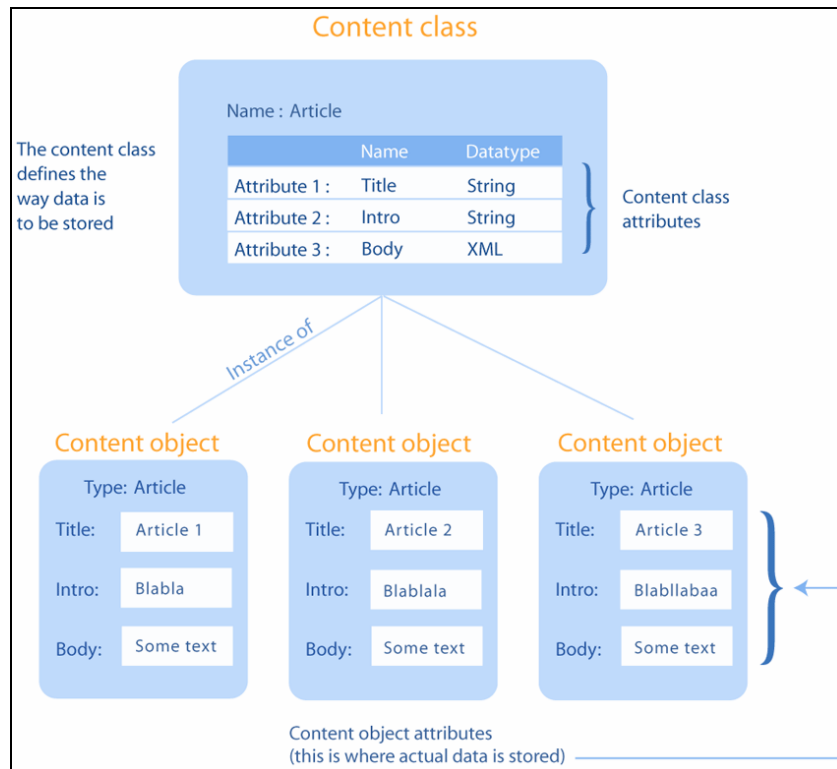 Content class
Name : Article
The content class
defines the
way data is
to be stored
Name Datatype
Attribute 1 : Title String
Attribute 2 : Intro String
Attribute 3 : Body XML
Content class
attributes
Instance of
Content object
Type: Article
Title: Article 1
Intro: Blabla
Body: Some text
Content object
Type: Article
Title: Article 2
Intro: Blablala
Body: Some text
Content object
Type: Article
Title: Article 3
Intro: Blabllabaa
Body: Some text
Content object attributes
(this is where actual data is stored)